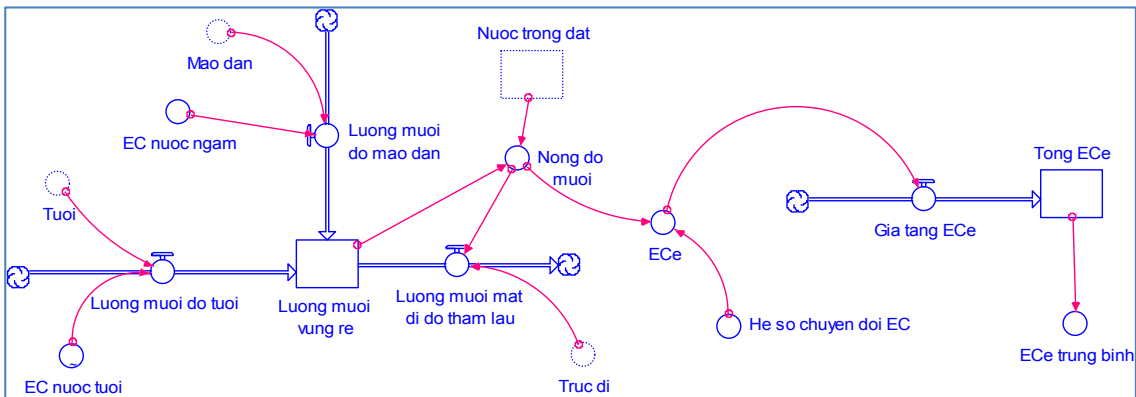 Nuoc trong dat
Mao dan
EC nuoc ngam
Luong muoi
do mao dan
Nong do
muoi
Tong ECe
Tuoi
Gia tang ECe
ECe
Luong muoi do tuoi
Luong muoi
vung re
Luong muoi mat
di do tham lau
He so chuyen doi EC
ECe trung binh
EC nuoc tuoi
~
Truc di